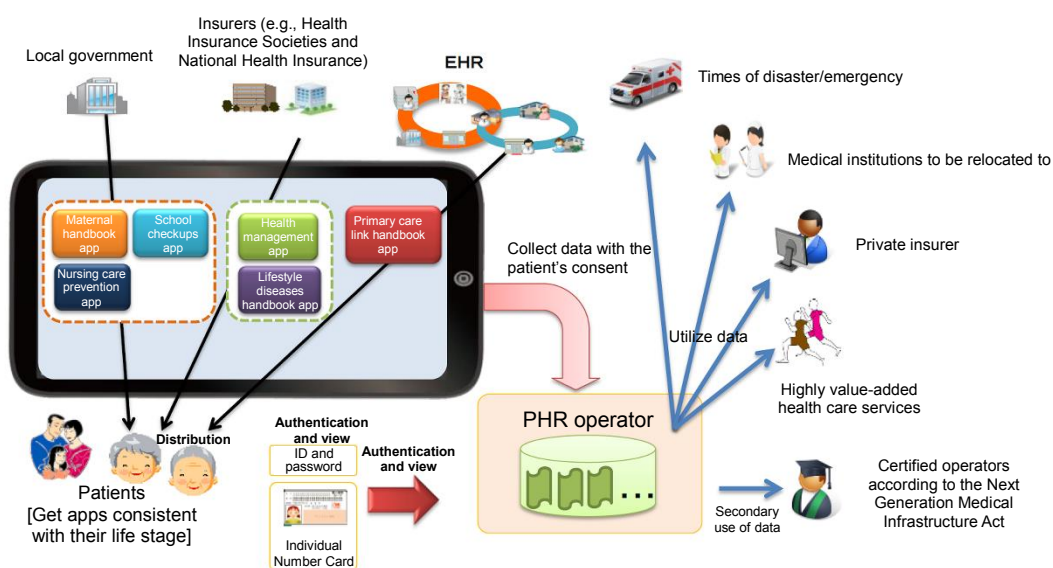 Local government
Insurers (e.g., Health
Insurance Societies and
National Health Insurance)
EHR
Times of disaster/emergency
Medical institutions to be relocated to
Private insurer
Highly value-added
health care services
Maternal
handbook
app
School
checkups
app
Nursing care
prevention
app
Health
management
app
Lifestyle
diseases
handbook app
Primary care
link handbook
app
Collect data with the
patient's consent
Utilize data
PHR operator
...
Distribution
Patients
[Get apps consistent
with their life stage]
Authentication
and view
ID and
password
Individual
Number Card
Authentication
and view
Secondary
use of data
Certified operators
according to the Next
Generation Medical
Infrastructure Act